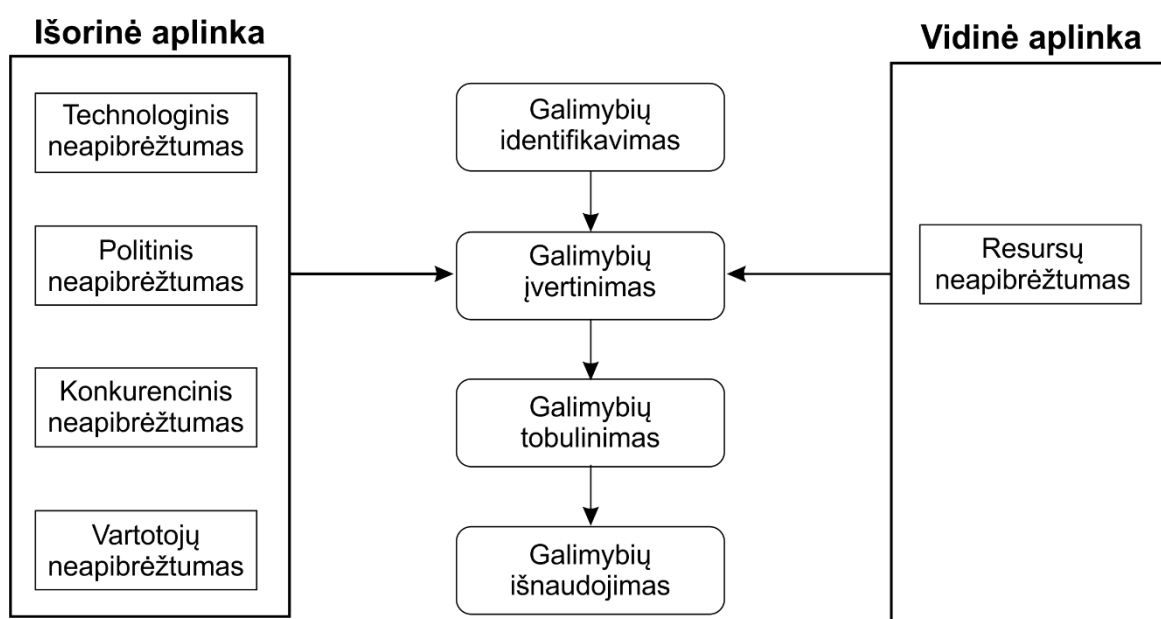 Išorinė aplinka
Technologinis
neapibrėžtumas
Politinis
neapibrėžtumas
Konkurencinis
neapibrėžtumas
Vartotojų
neapibrėžtumas
Galimybių
identifikavimas
Galimybių
įvertinimas
Galimybių
tobulinimas
Galimybių
išnaudojimas
Vidinė aplinka
Resursų
neapibrėžtumas